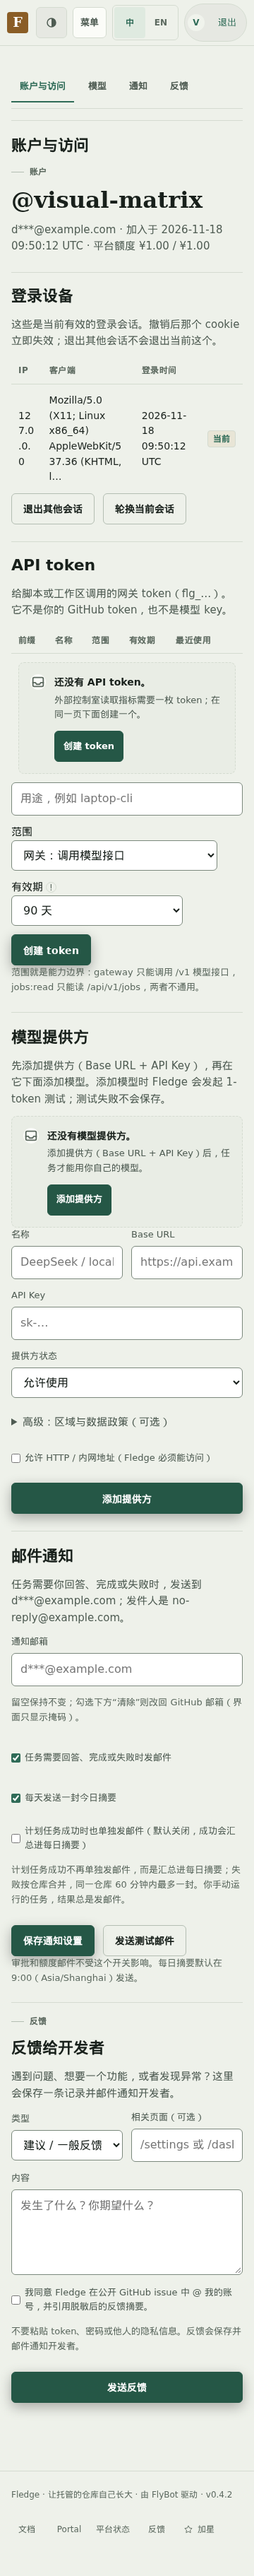 F 菜单 中 EN V 退出
账户与访问 模型 通知 反馈
账户与访问
账户
@visual-matrix
d***@example.com · 加入于 2026-11-18
09:50:12 UTC · 平台额度 ¥1.00 / ¥1.00
登录设备
这些是当前有效的登录会话。撤销后那个 cookie
立即失效；退出其他会话不会退出当前这个。
IP 客户端 登录时间
127.0.0.0 Mozilla/5.0 (X11; Linux x86_64) AppleWebKit/537.36 (KHTML, l… 2026-11-18 09:50:12 UTC 当前
退出其他会话 轮换当前会话
API token
给脚本或工作区调用的网关 token（flg_…）。
它不是你的 GitHub token，也不是模型 key。
前缀 名称 范围 有效期 最近使用
还没有 API token。
外部控制室读取指标需要一枚 token；在
同一页下面创建一个。
创建 token
用途，例如 laptop-cli
范围
网关：调用模型接口
有效期 !
90 天
创建 token
范围就是能力边界：gateway 只能调用 /v1 模型接口，
jobs:read 只能读 /api/v1/jobs，两者不通用。
模型提供方
先添加提供方（Base URL + API Key），再在
它下面添加模型。添加模型时 Fledge 会发起 1-
token 测试；测试失败不会保存。
还没有模型提供方。
添加提供方（Base URL + API Key）后，任
务才能用你自己的模型。
添加提供方
名称 Base URL
DeepSeek / local https://api.exam
API Key
sk-…
提供方状态
允许使用
高级：区域与数据政策（可选）
允许 HTTP / 内网地址（Fledge 必须能访问）
添加提供方
邮件通知
任务需要你回答、完成或失败时，发送到
d***@example.com；发件人是 no-
reply@example.com。
通知邮箱
d***@example.com
留空保持不变；勾选下方“清除”则改回 GitHub 邮箱（界
面只显示掩码）。
任务需要回答、完成或失败时发邮件
每天发送一封今日摘要
计划任务成功时也单独发邮件（默认关闭，成功会汇
总进每日摘要）
计划任务成功不再单独发邮件，而是汇总进每日摘要；失
败按仓库合并，同一仓库 60 分钟内最多一封。你手动运
行的任务，结果总是发邮件。
保存通知设置 发送测试邮件
审批和额度邮件不受这个开关影响。每日摘要默认在
9:00（Asia/Shanghai）发送。
反馈
反馈给开发者
遇到问题、想要一个功能，或者发现异常？这里
会保存一条记录并邮件通知开发者。
类型 相关页面（可选）
建议 / 一般反馈 /settings 或 /dasl
内容
发生了什么？你期望什么？
我同意 Fledge 在公开 GitHub issue 中 @ 我的账
号，并引用脱敏后的反馈摘要。
不要粘贴 token、密码或他人的隐私信息。反馈会保存并
邮件通知开发者。
发送反馈
Fledge · 让托管的仓库自己长大 · 由 FlyBot 驱动 · v0.4.2
文档 Portal 平台状态 反馈 ☆ 加星